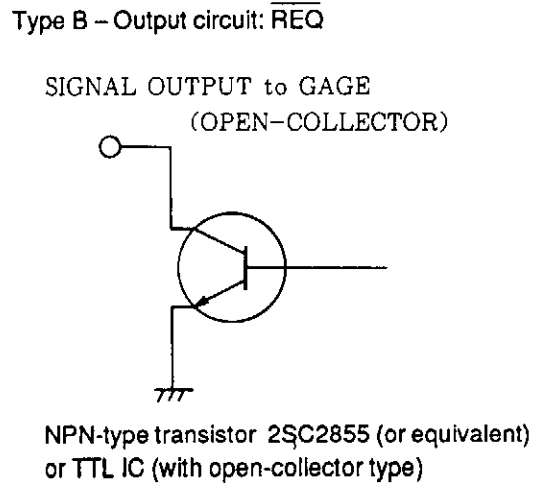 Type B – Output circuit: R̅E̅Q̅
SIGNAL OUTPUT to GAGE
(OPEN-COLLECTOR)
NPN-type transistor 2SC2855 (or equivalent)
or TTL IC (with open-collector type)